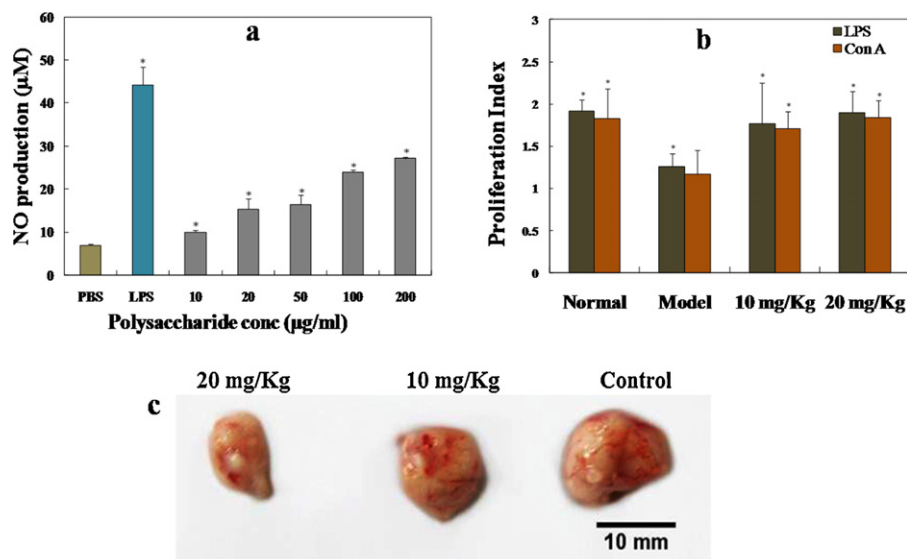 a
NO production (µM)
60
50
40
30
20
10
0
*
*
*
*
*
*
PBS LPS 10 20 50 100 200
Polysaccharide conc (µg/ml)
b
LPS
Con A
Proliferation Index
3
2.5
2
1.5
1
0.5
0
* *
*
* *
* *
Normal Model 10 mg/Kg 20 mg/Kg
c
20 mg/Kg 10 mg/Kg Control
10 mm